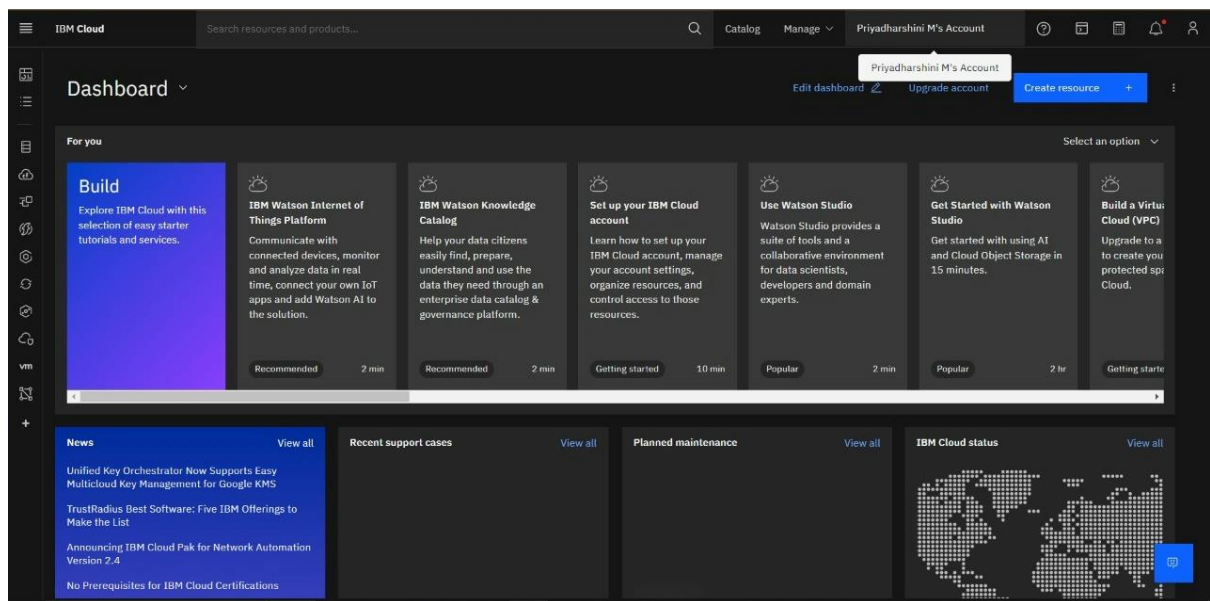 IBM Cloud
Search resources and products...
Catalog
Manage
Priyadharshini M's Account
Priyadharshini M's Account
Dashboard
Edit dashboard
Upgrade account
Create resource +
For you
Select an option
Build
Explore IBM Cloud with this
selection of easy starter
tutorials and services.
IBM Watson Internet of
Things Platform
Communicate with
connected devices, monitor
and analyze data in real
time, connect your own IoT
apps and add Watson AI to
the solution.
Recommended
2 min
IBM Watson Knowledge
Catalog
Help your data citizens
easily find, prepare,
understand and use the
data they need through an
enterprise data catalog &
governance platform.
Recommended
2 min
Set up your IBM Cloud
account
Learn how to set up your
IBM Cloud account, manage
your account settings,
organize resources, and
control access to those
resources.
Getting started
10 min
Use Watson Studio
Watson Studio provides a
suite of tools and a
collaborative environment
for data scientists,
developers and domain
experts.
Popular
2 min
Get Started with Watson
Studio
Get started with using AI
and Cloud Object Storage in
15 minutes.
Popular
2 hr
Build a Virtu
Cloud (VPC)
Upgrade to a
to create you
protected spa
Cloud.
Getting starte
vm
News
View all
Unified Key Orchestrator Now Supports Easy
Multicloud Key Management for Google KMS
TrustRadius Best Software: Five IBM Offerings to
Make the List
Announcing IBM Cloud Pak for Network Automation
Version 2.4
No Prerequisites for IBM Cloud Certifications
Recent support cases
View all
Planned maintenance
View all
IBM Cloud status
View all